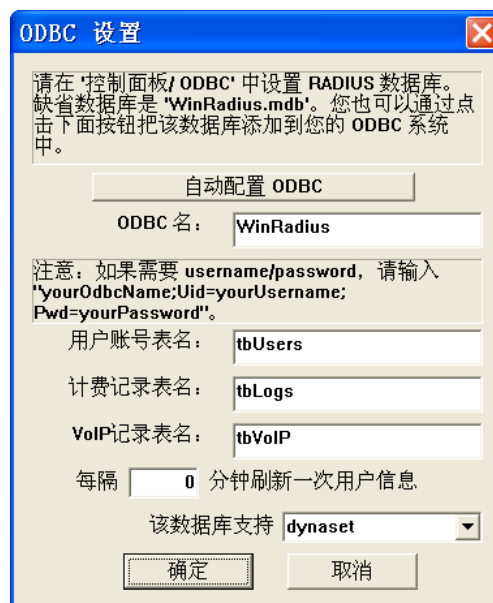 ODBC 设置
请在 '控制面板/ ODBC' 中设置 RADIUS 数据库。
缺省数据库是 'WinRadius.mdb'。您也可以通过点
击下面按钮把该数据库添加到您的 ODBC 系统
中。
自动配置 ODBC
ODBC 名： WinRadius
注意：如果需要 username/password，请输入
"yourOdbcName;Uid=yourUsername;
Pwd=yourPassword"。
用户账号表名： tbUsers
计费记录表名： tbLogs
VoIP记录表名： tbVoIP
每隔 0 分钟刷新一次用户信息
该数据库支持 dynaset
确定 取消